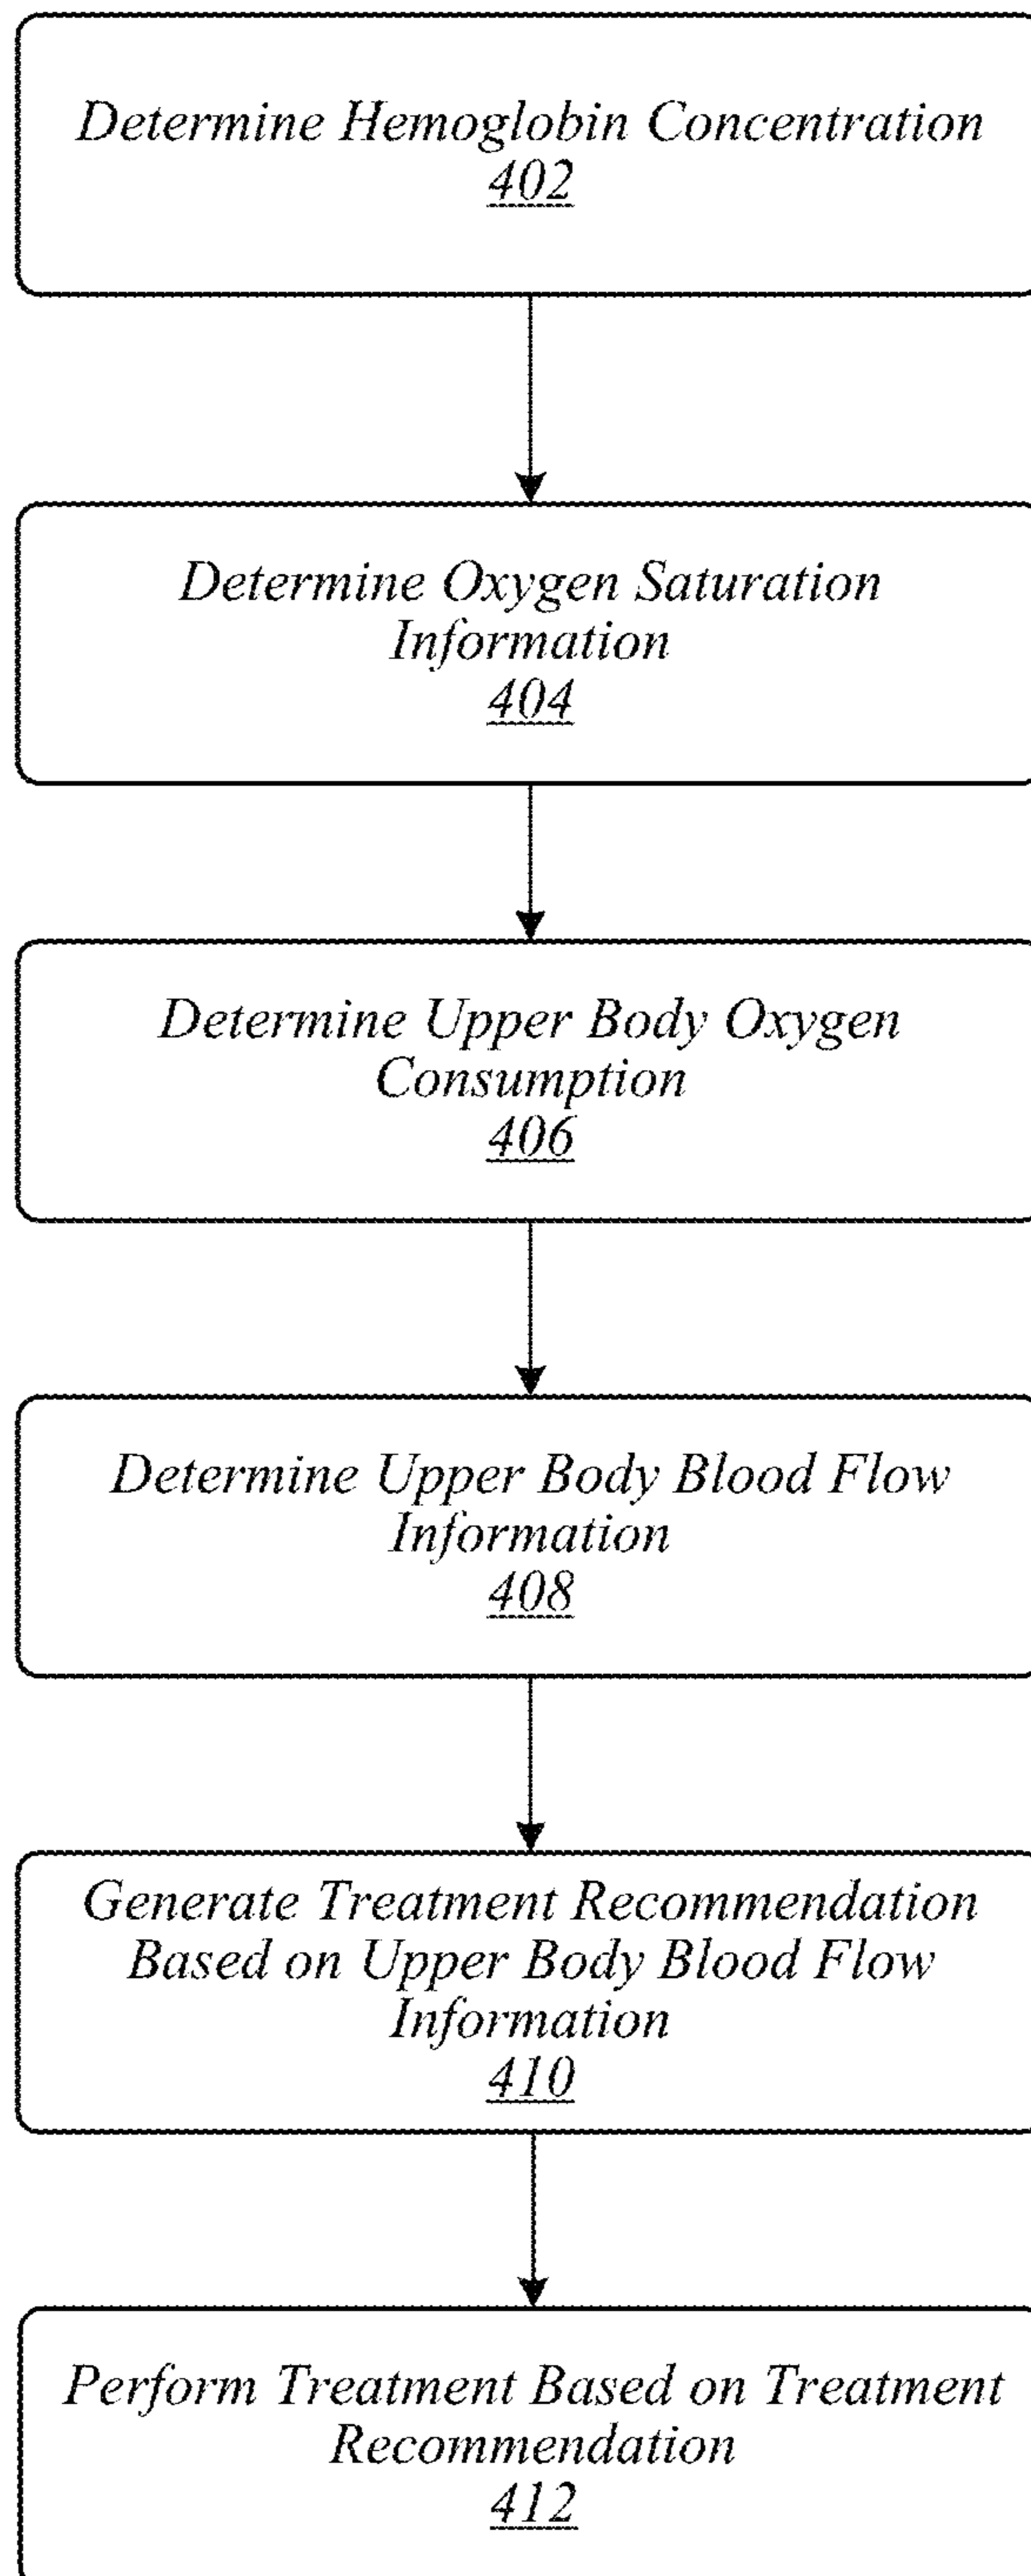 Determine Hemoglobin Concentration
402
Determine Oxygen Saturation
Information
404
Determine Upper Body Oxygen
Consumption
406
Determine Upper Body Blood Flow
Information
408
Generate Treatment Recommendation
Based on Upper Body Blood Flow
Information
410
Perform Treatment Based on Treatment
Recommendation
412